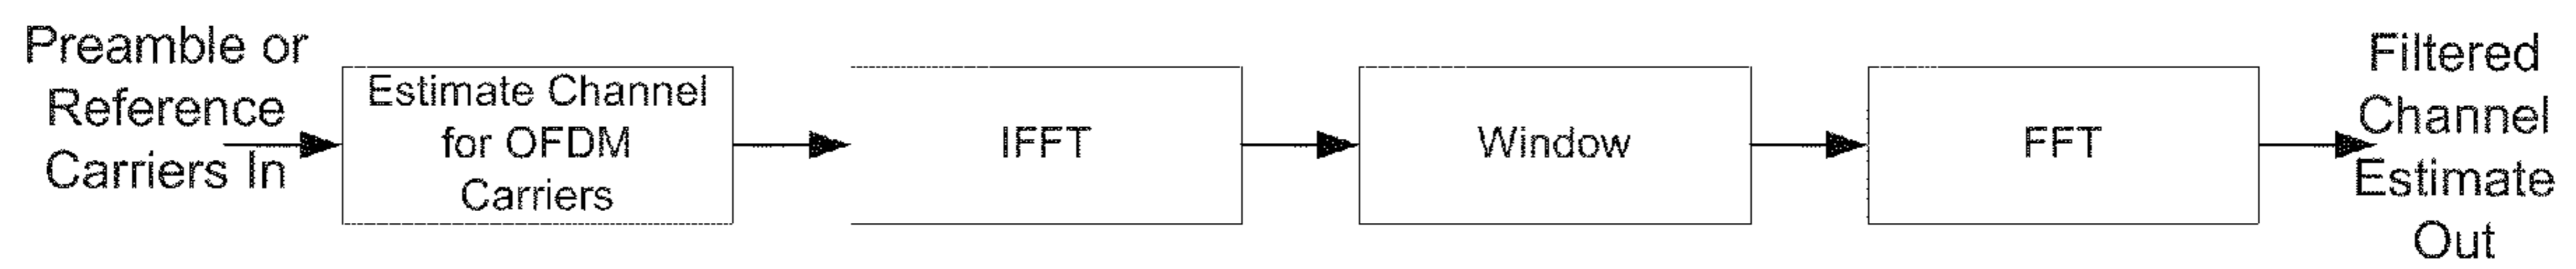 Preamble or
Reference
Carriers In
Estimate Channel
for OFDM
Carriers
IFFT
Window
FFT
Filtered
Channel
Estimate
Out